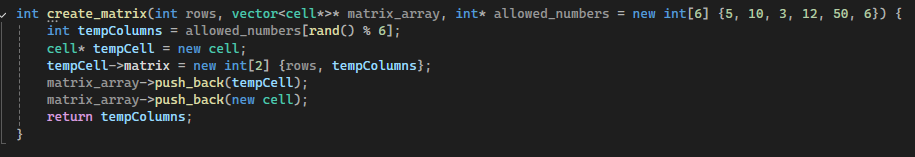 int create_matrix(int rows, vector<cell*>* matrix_array, int* allowed_numbers = new int[6] {5, 10, 3, 12, 50, 6}) {
    int tempColumns = allowed_numbers[rand() % 6];
    cell* tempCell = new cell;
    tempCell->matrix = new int[2] {rows, tempColumns};
    matrix_array->push_back(tempCell);
    matrix_array->push_back(new cell);
    return tempColumns;
}